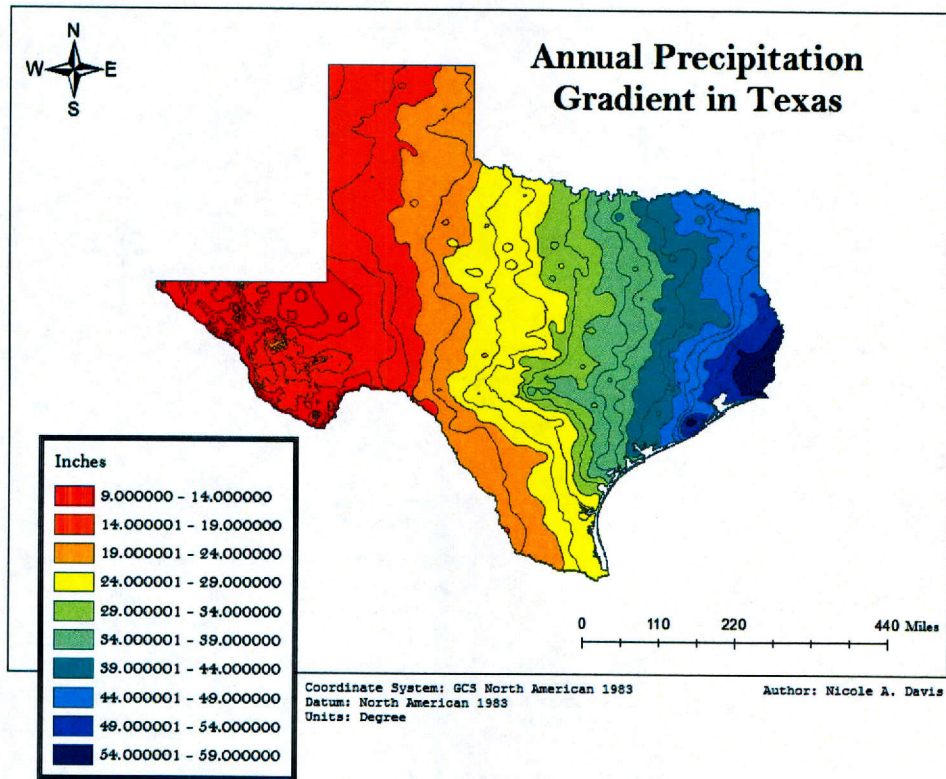 N
W E
S
Annual Precipitation
Gradient in Texas
Inches
9.000000 - 14.000000
14.000001 - 19.000000
19.000001 - 24.000000
24.000001 - 29.000000
29.000001 - 34.000000
34.000001 - 39.000000
39.000001 - 44.000000
44.000001 - 49.000000
49.000001 - 54.000000
54.000001 - 59.000000
0 110 220 440 Miles
Coordinate System: GCS North American 1983
Datum: North American 1983
Units: Degree
Author: Nicole A. Davis